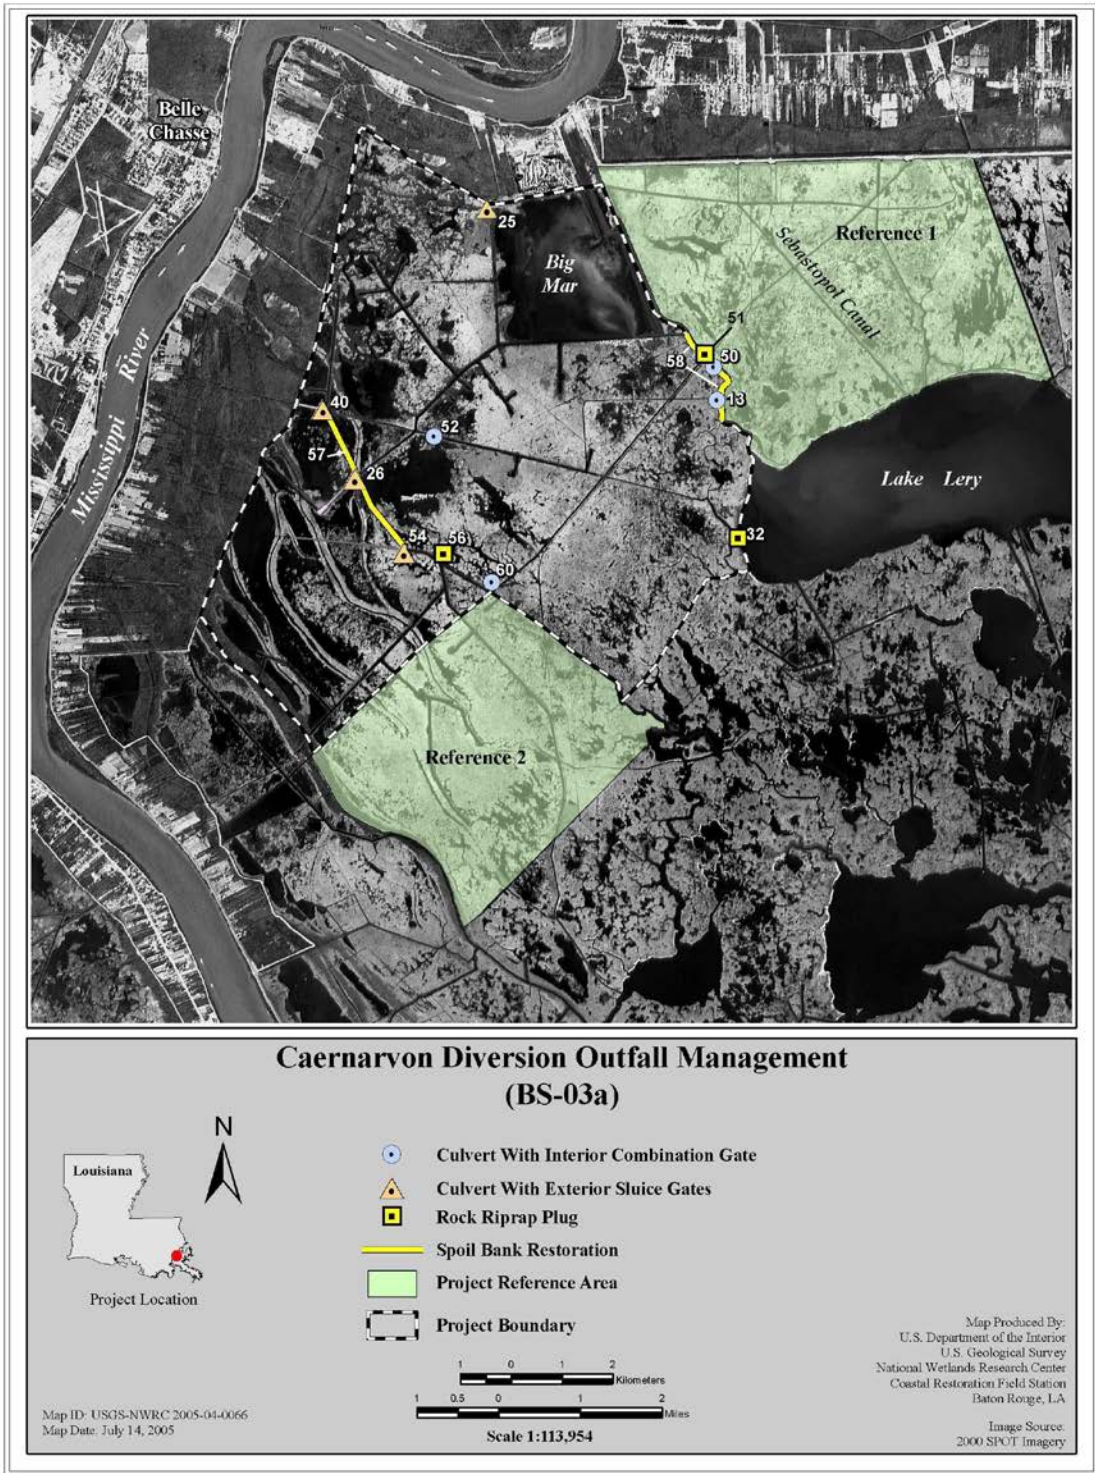 Belle
Chasse
25
Big
Mar
Reference 1
Sebastopol Canal
51
50
58
13
Mississippi River
40
52
57
26
Lake Lery
54
56
32
60
Reference 2
Caernarvon Diversion Outfall Management
(BS-03a)
N
Louisiana
Project Location
Culvert With Interior Combination Gate
Culvert With Exterior Sluice Gates
Rock Riprap Plug
Spoil Bank Restoration
Project Reference Area
Project Boundary
1 0 1 2
Kilometers
1 0.5 0 1 2
Miles
Scale 1:113,954
Map ID: USGS-NWRC 2005-04-0066
Map Date: July 14, 2005
Map Produced By:
U.S. Department of the Interior
U.S. Geological Survey
National Wetlands Research Center
Coastal Restoration Field Station
Baton Rouge, LA
Image Source:
2000 SPOT Imagery